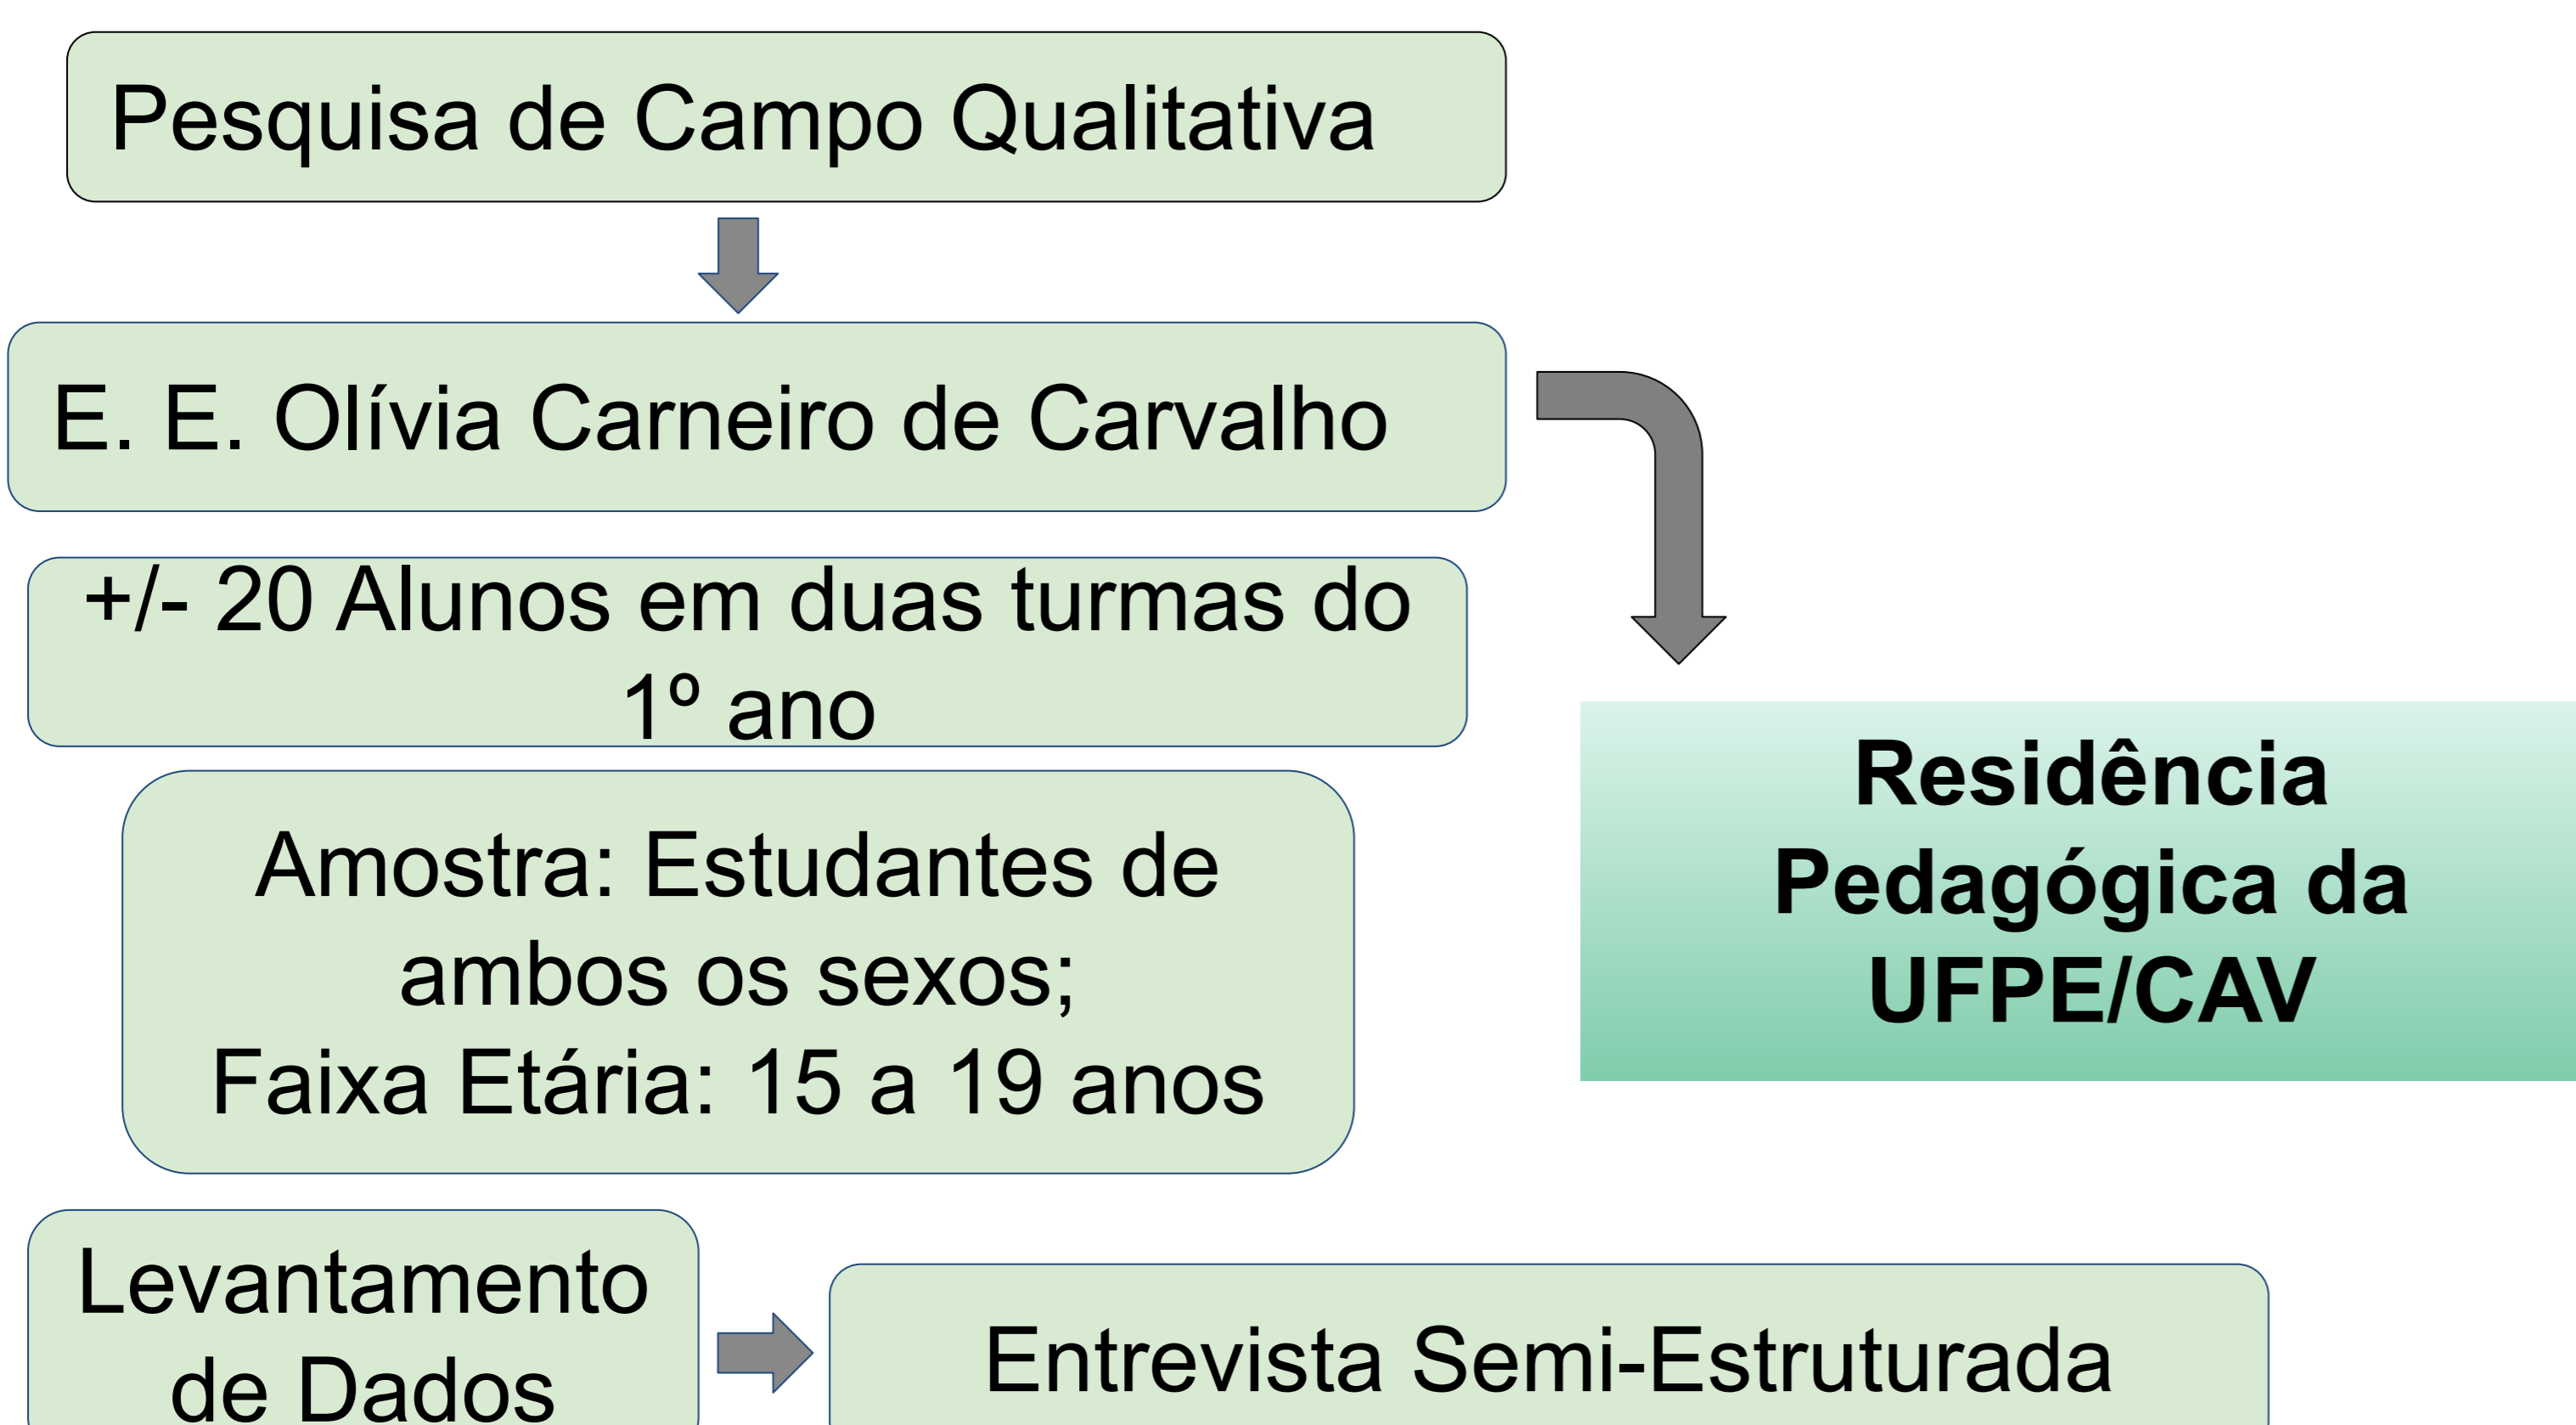 Pesquisa de Campo Qualitativa
E. E. Olívia Carneiro de Carvalho
+/- 20 Alunos em duas turmas do
1º ano
Amostra: Estudantes de
ambos os sexos;
Faixa Etária: 15 a 19 anos
Residência
Pedagógica da
UFPE/CAV
Levantamento
de Dados
Entrevista Semi-Estruturada